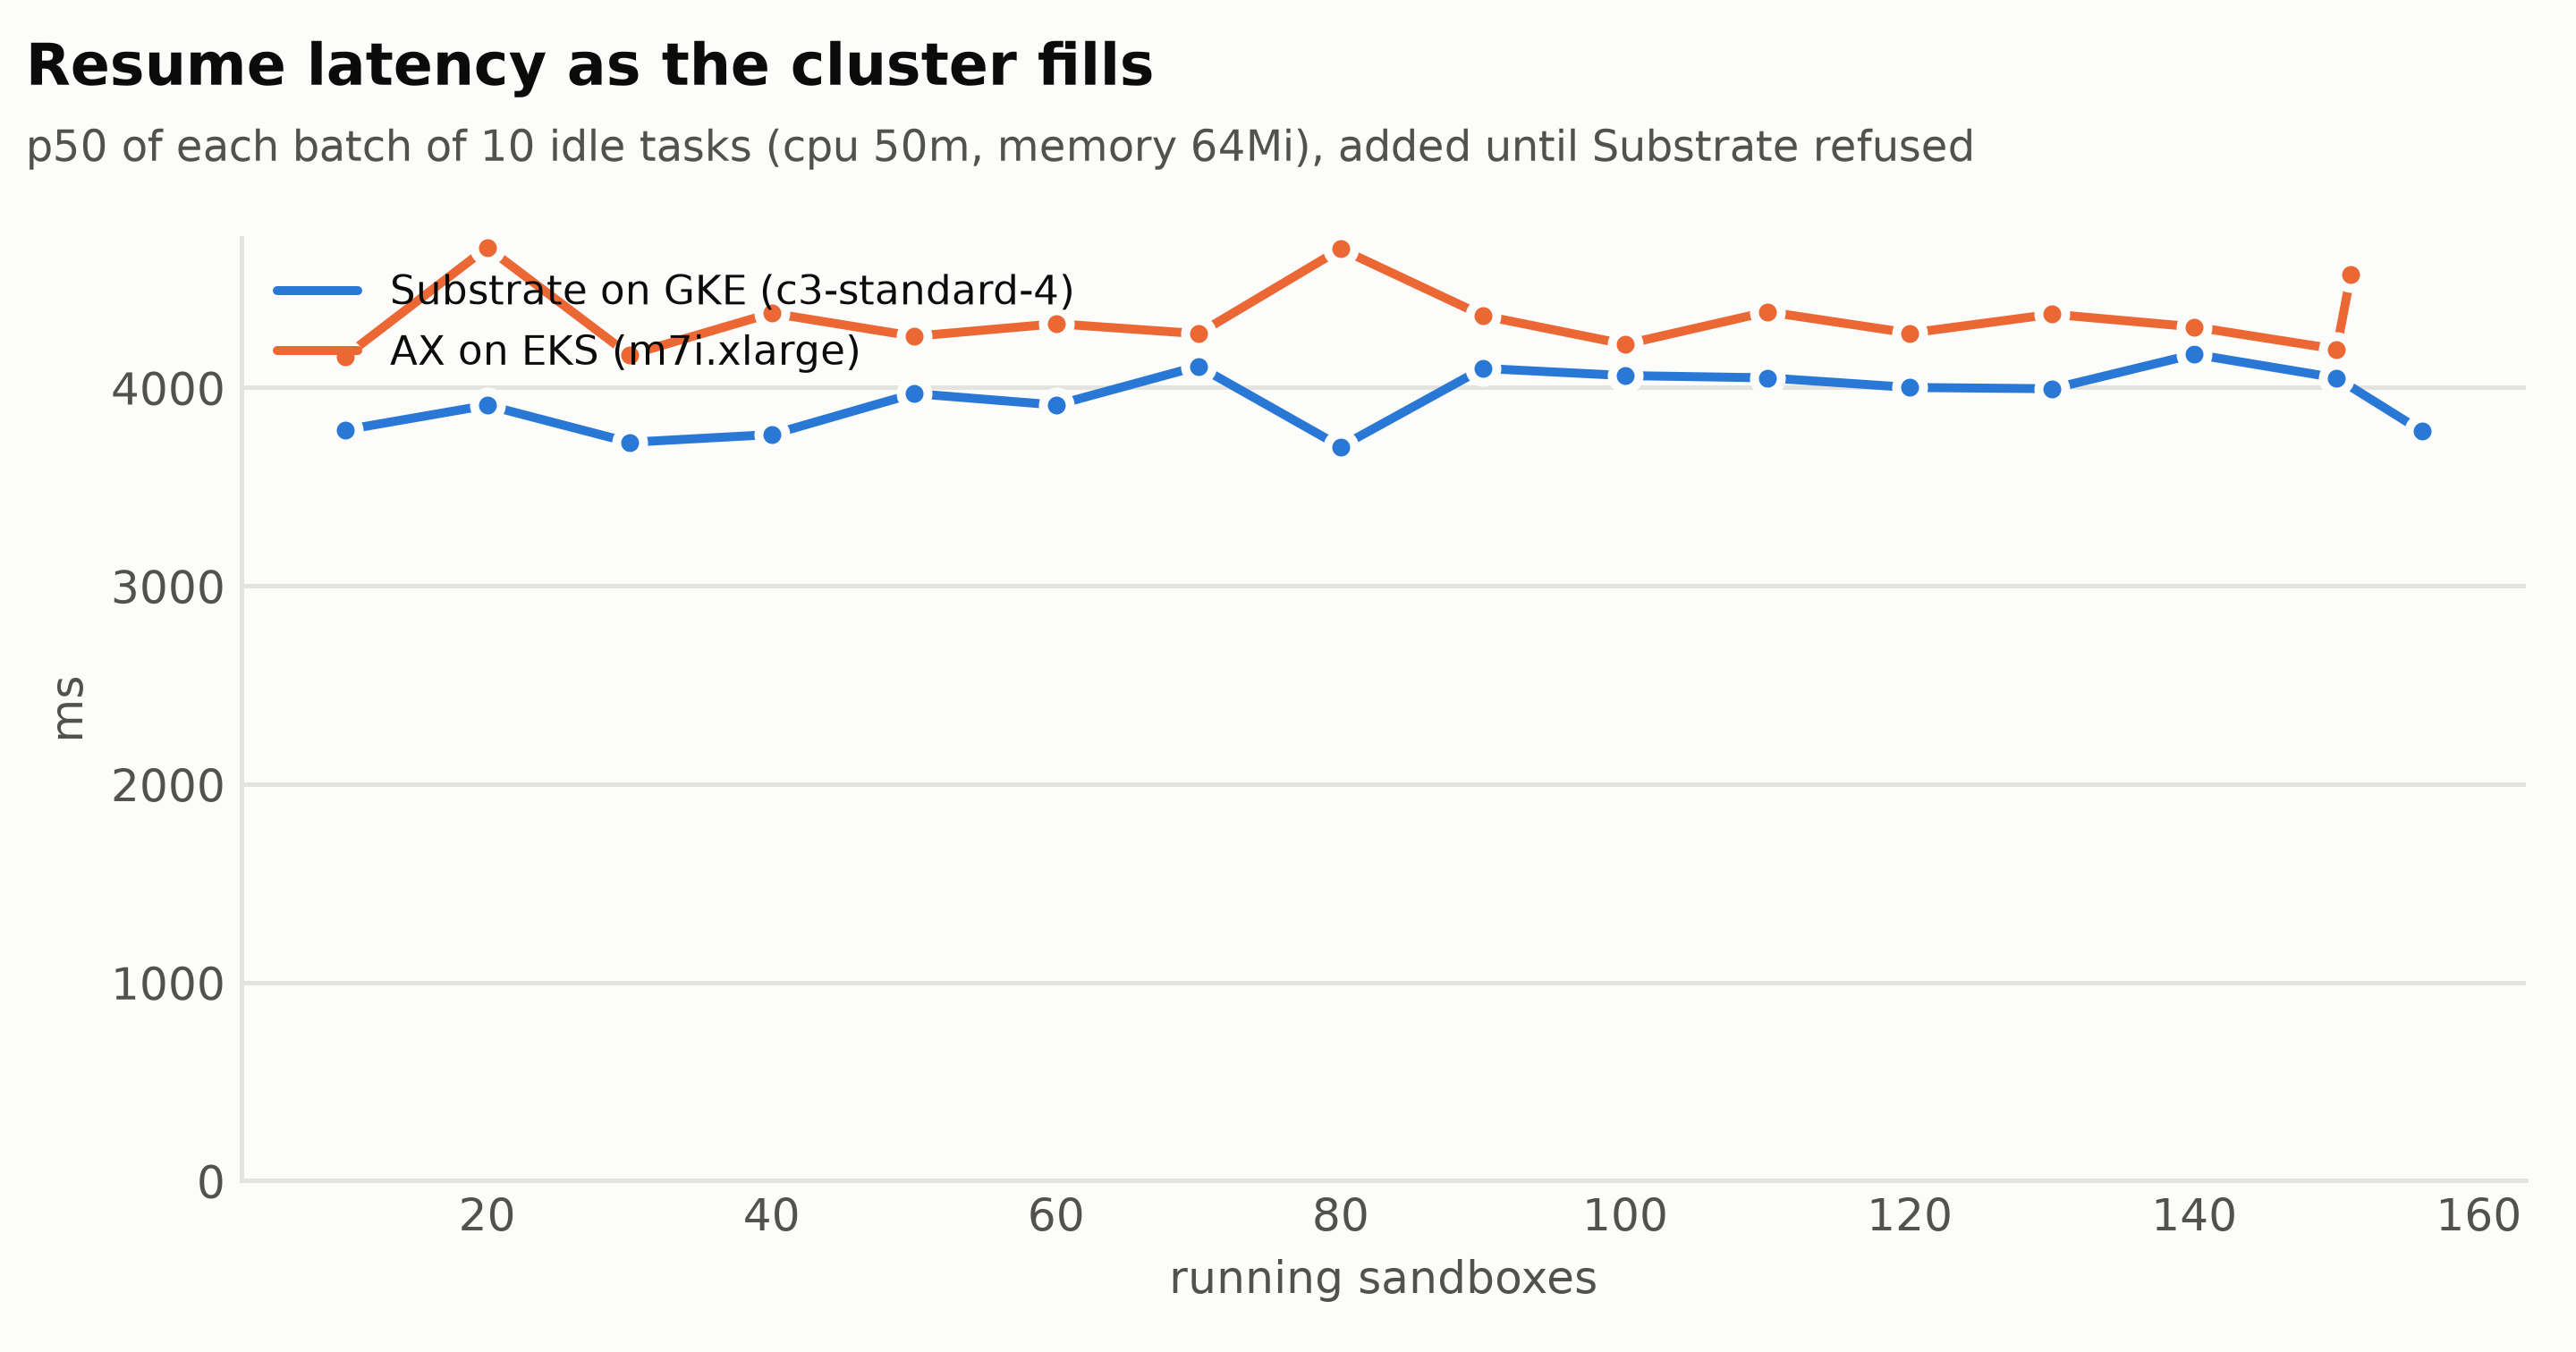 Resume latency as the cluster fills
p50 of each batch of 10 idle tasks (cpu 50m, memory 64Mi), added until Substrate refused
Substrate on GKE (c3-standard-4)
AX on EKS (m7i.xlarge)
4000
3000
2000
1000
0
ms
20 40 60 80 100 120 140 160
running sandboxes